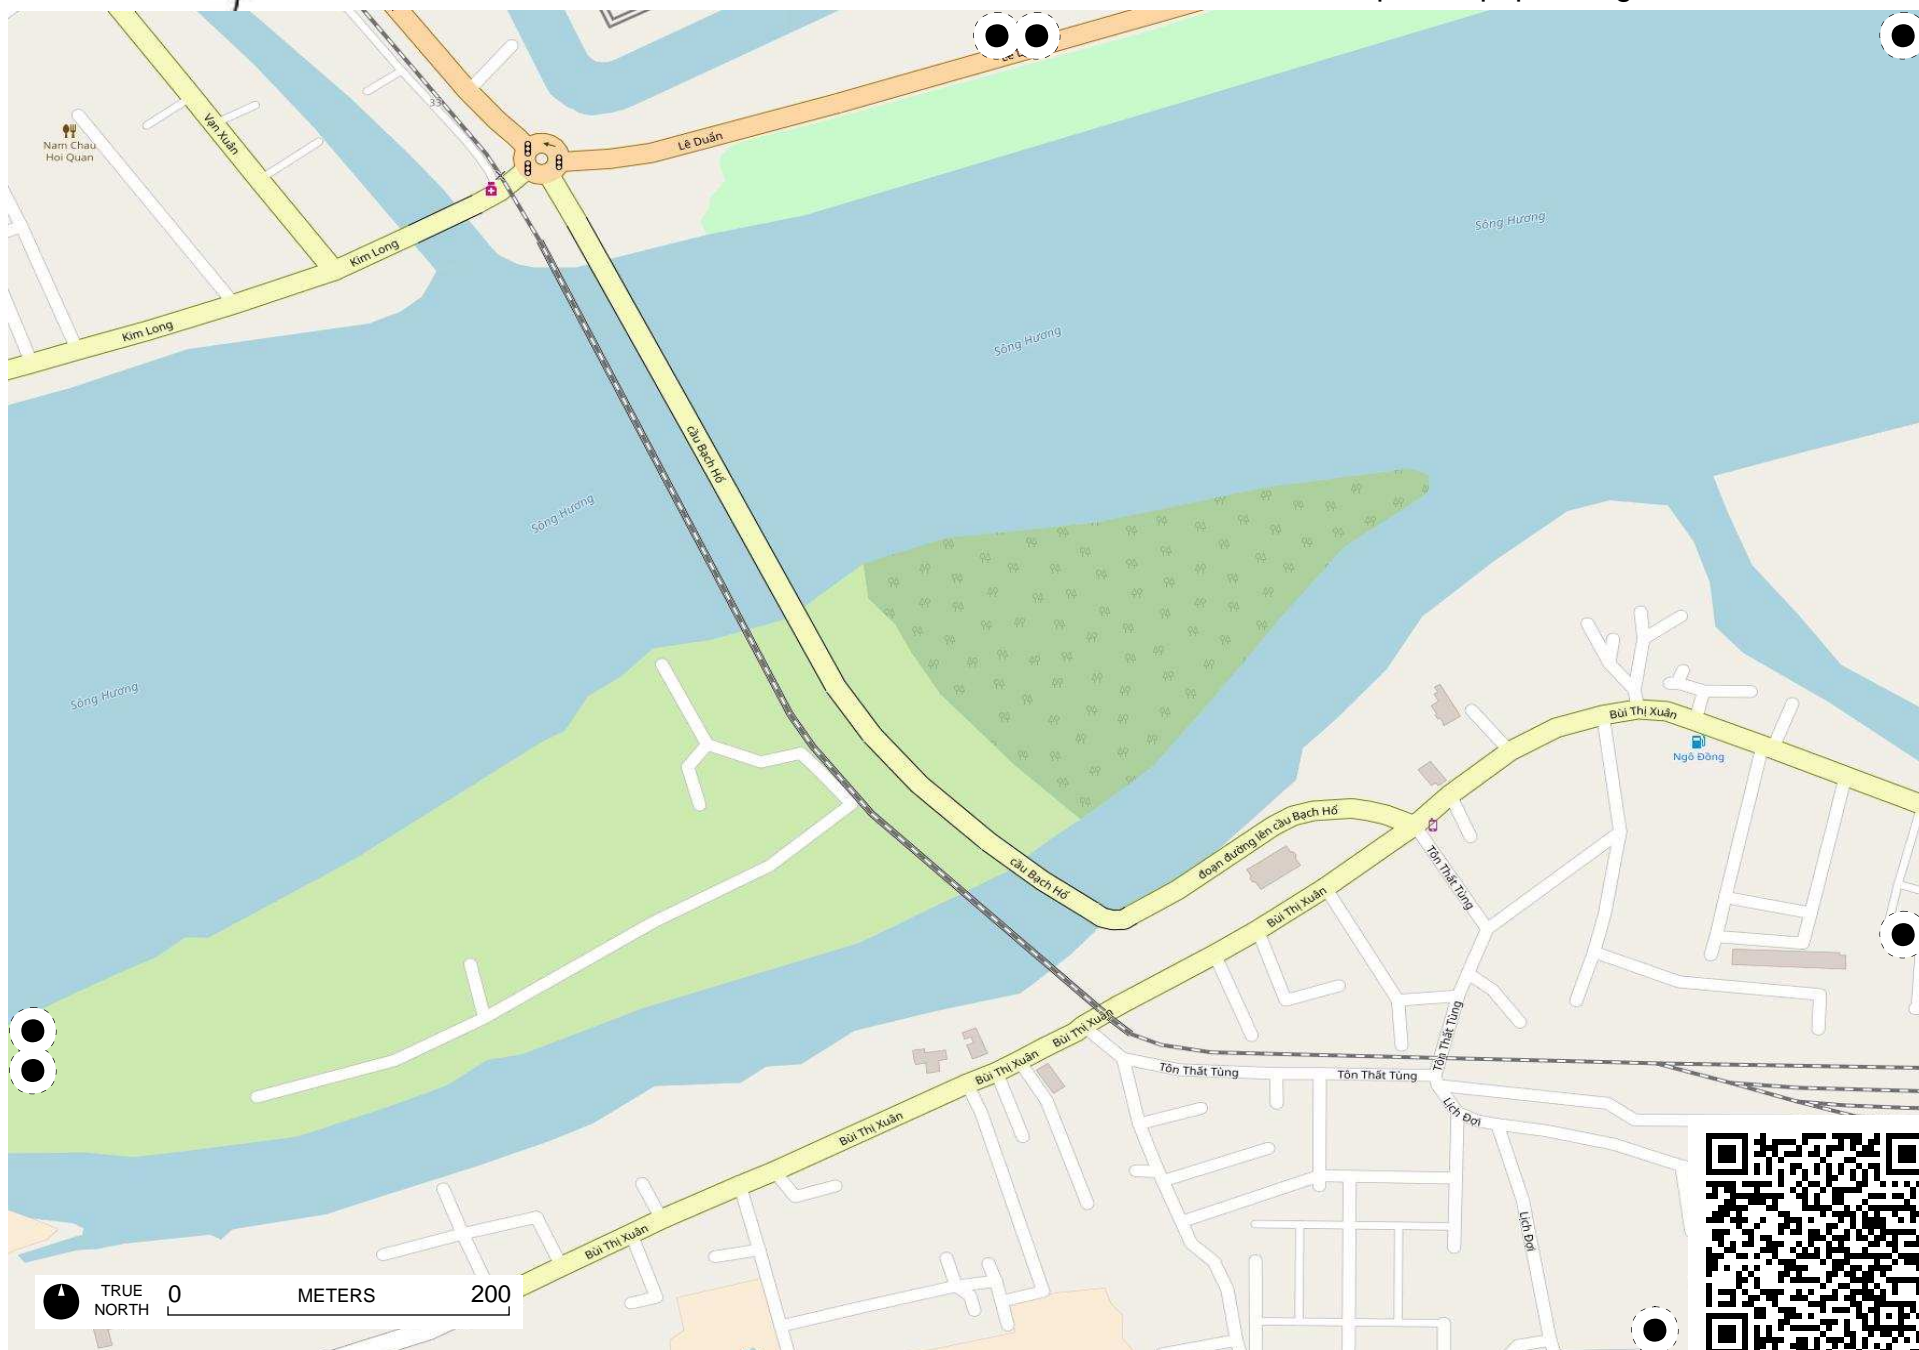 Vạn Xuân
Nam Chau
Hoi Quan
33
Lê Duẩn
Kim Long
Kim Long
Sông Hương
Sông Hương
cầu Bạch Hổ
Sông Hương
Sông Hương
Bùi Thị Xuân
Ngô Đồng
đoạn đường lên cầu Bạch Hổ
cầu Bạch Hổ
Tôn Thất Tùng
Bùi Thị Xuân
Bùi Thị Xuân
Tôn Thất Tùng
Bùi Thị Xuân
Tôn Thất Tùng
Tôn Thất Tùng
Lịch Đợi
Bùi Thị Xuân
Lịch Đợi
Bùi Thị Xuân
TRUE
NORTH
0 METERS 200